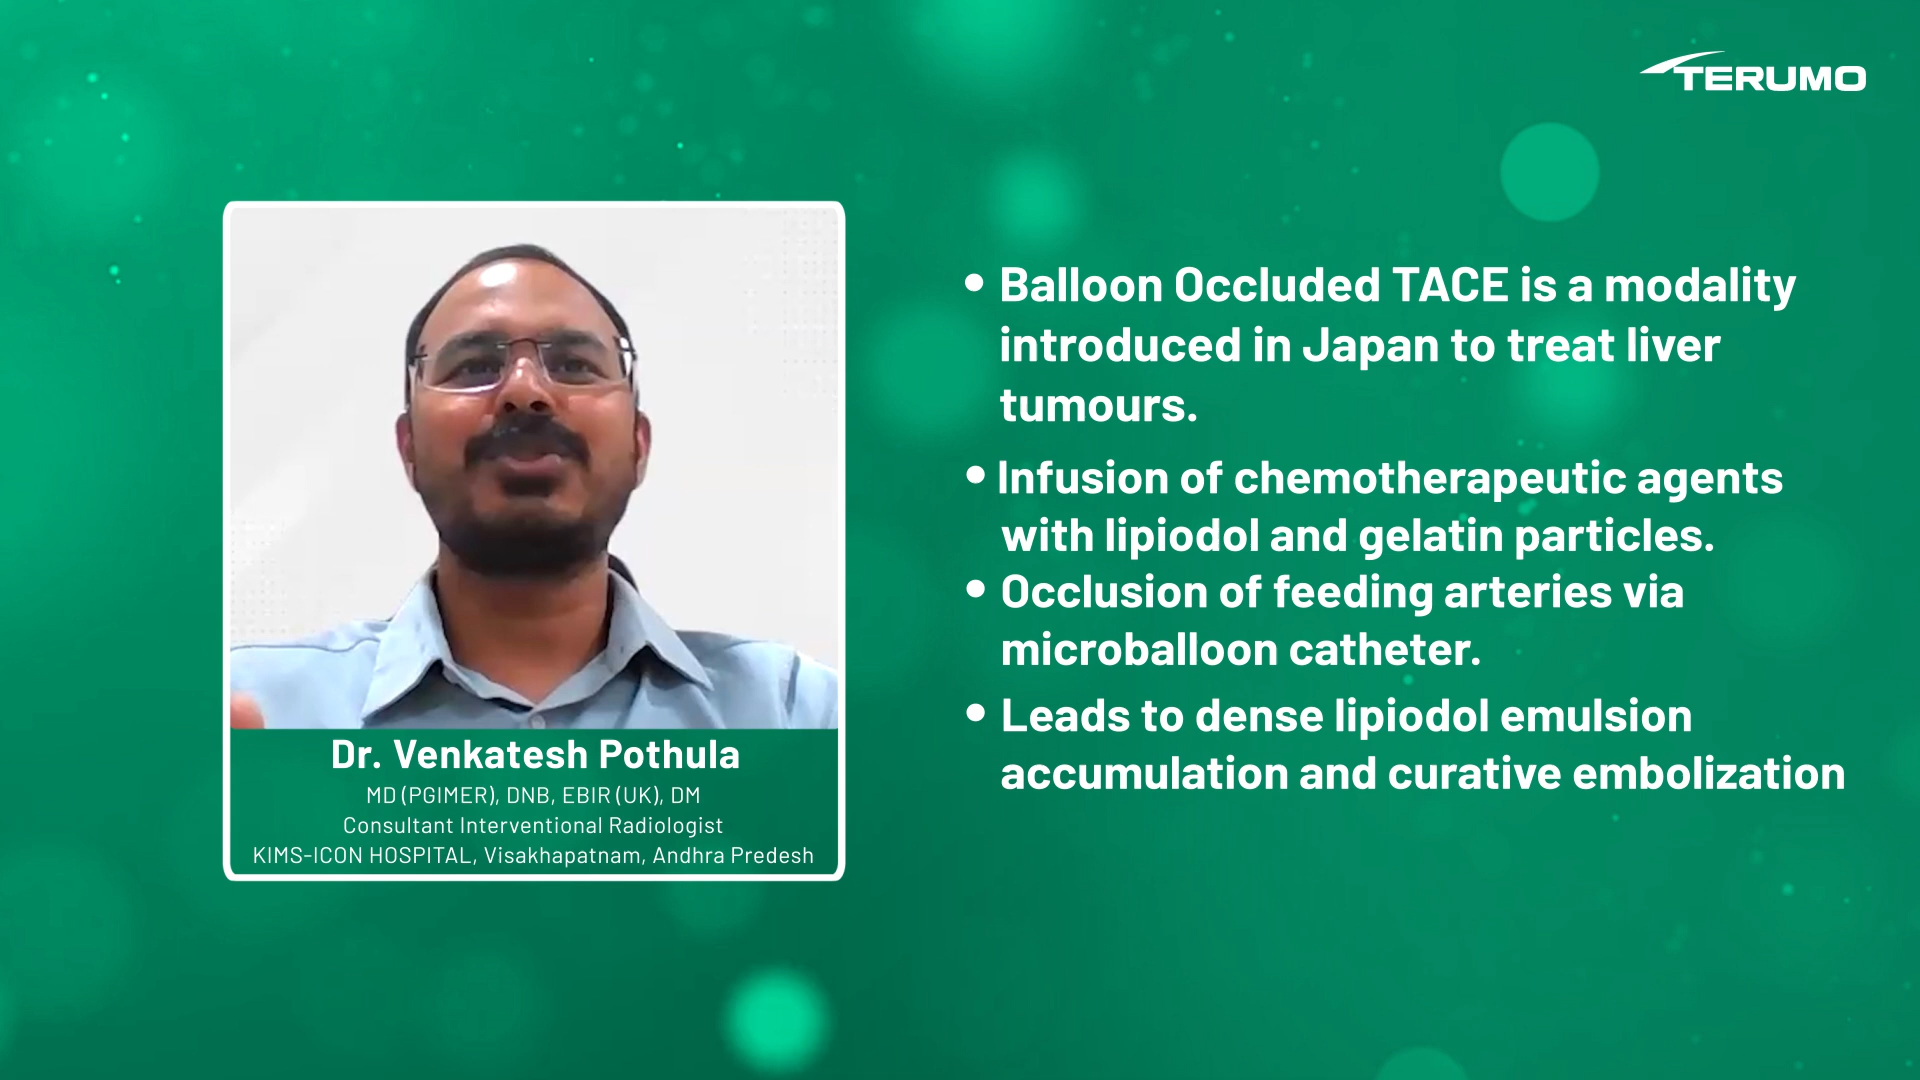 TERUMO
• Balloon Occluded TACE is a modality
introduced in Japan to treat liver
tumours.
• Infusion of chemotherapeutic agents
with lipiodol and gelatin particles.
• Occlusion of feeding arteries via
microballoon catheter.
• Leads to dense lipiodol emulsion
accumulation and curative embolization
Dr. Venkatesh Pothula
MD (PGIMER), DNB, EBIR (UK), DM
Consultant Interventional Radiologist
KIMS-ICON HOSPITAL, Visakhapatnam, Andhra Predesh